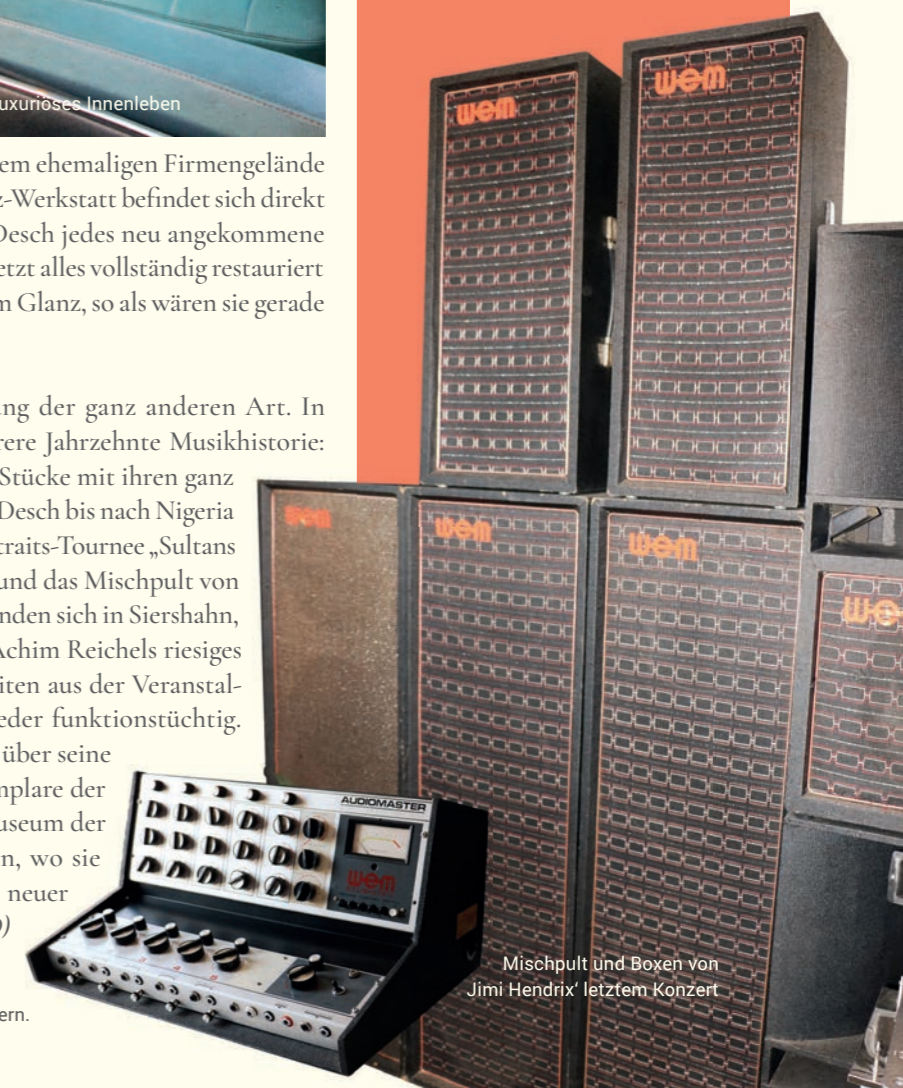 uxuriöses Innenleben
em ehemaligen Firmengelände
z-Werkstatt befindet sich direkt
Desch jedes neu angekommene
etzt alles vollständig restauriert
m Glanz, so als wären sie gerade
ng der ganz anderen Art. In
rere Jahrzehnte Musikhistorie:
Stücke mit ihren ganz
Desch bis nach Nigeria
traits-Tournee „Sultans
und das Mischpult von
nden sich in Siershahn,
Achim Reichels riesiges
iten aus der Veranstal-
eder funktionstüchtig.
über seine
mplare der
useum der
n, wo sie
neuer
ern.
wem
wem
wem
wem
wem
we
AUDIOMASTER
wem
Mischpult und Boxen von
Jimi Hendrix‘ letztem Konzert